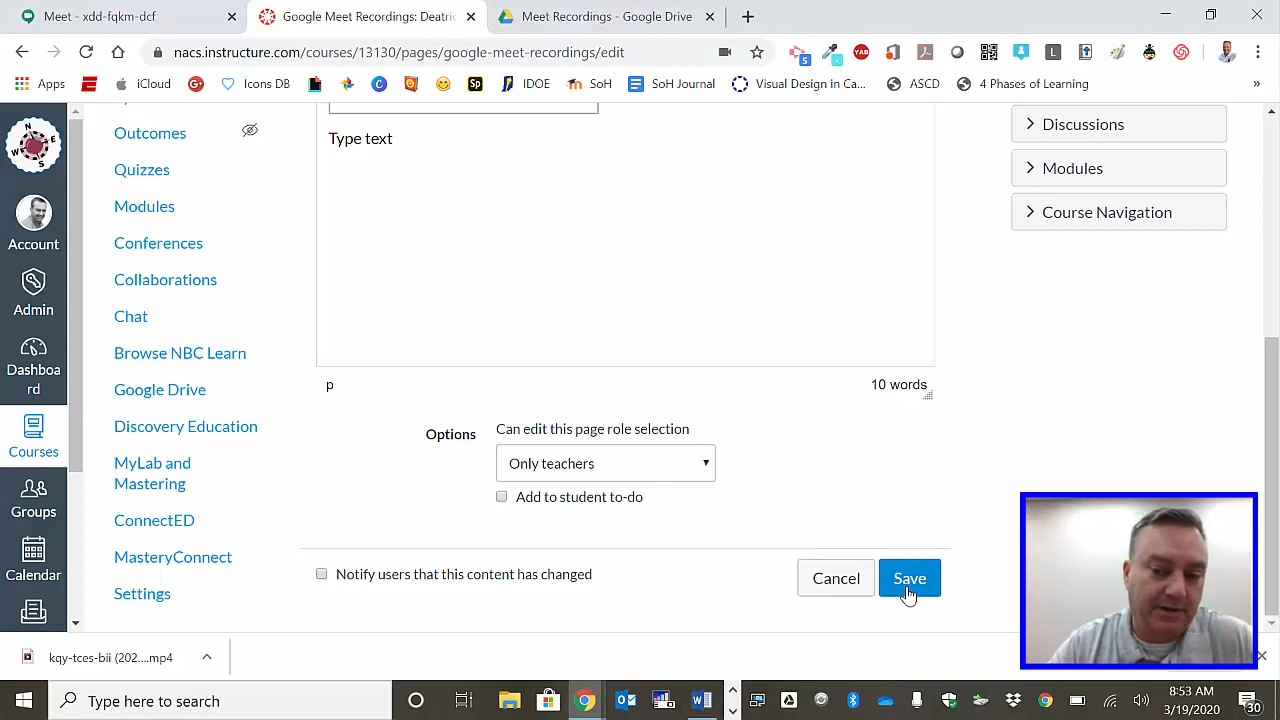 Meet - xdd-fqkm-dcf
Google Meet Recordings: Deatric
Meet Recordings - Google Drive
nacs.instructure.com/courses/13130/pages/google-meet-recordings/edit
Apps
iCloud
Icons DB
IDOE
SoH
SoH Journal
Visual Design in Ca...
ASCD
4 Phases of Learning
»
Account
Admin
Dashboa
rd
Courses
Groups
Calendar
Outcomes
Quizzes
Modules
Conferences
Collaborations
Chat
Browse NBC Learn
Google Drive
Discovery Education
MyLab and
Mastering
ConnectED
MasteryConnect
Settings
Type text
p
10 words
Options
Can edit this page role selection
Only teachers
Add to student to-do
Notify users that this content has changed
Cancel
Save
Discussions
Modules
Course Navigation
kqy-tces-bii (202....mp4
Type here to search
8:53 AM
3/19/2020
30